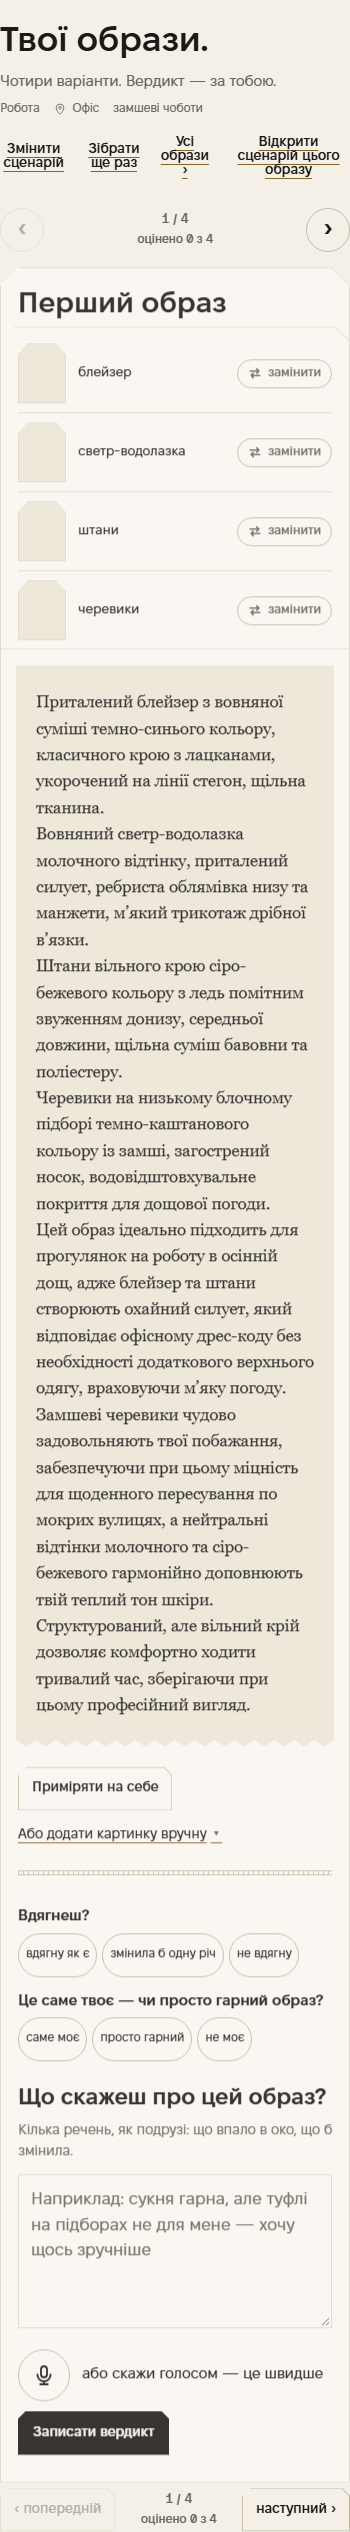 Твої образи.
Чотири варіанти. Вердикт — за тобою.
Робота Офіс замшеві чоботи
Змінити
сценарій
Зібрати
ще раз
Усі
образи
›
Відкрити
сценарій цього
образу
‹
1 / 4
оцінено 0 з 4
›
Перший образ
блейзер
замінити
светр-водолазка
замінити
штани
замінити
черевики
замінити
Приталений блейзер з вовняної
суміші темно-синього кольору,
класичного крою з лацканами,
укорочений на лінії стегон, щільна
тканина.
Вовняний светр-водолазка
молочного відтінку, приталений
силует, ребриста облямівка низу та
манжети, м’який трикотаж дрібної
в’язки.
Штани вільного крою сіро-
бежевого кольору з ледь помітним
звуженням донизу, середньої
довжини, щільна суміш бавовни та
поліестеру.
Черевики на низькому блочному
підборі темно-каштанового
кольору із замші, загострений
носок, водовідштовхувальне
покриття для дощової погоди.
Цей образ ідеально підходить для
прогулянок на роботу в осінній
дощ, адже блейзер та штани
створюють охайний силует, який
відповідає офісному дрес-коду без
необхідності додаткового верхнього
одягу, враховуючи м’яку погоду.
Замшеві черевики чудово
задовольняють твої побажання,
забезпечуючи при цьому міцність
для щоденного пересування по
мокрих вулицях, а нейтральні
відтінки молочного та сіро-
бежевого гармонійно доповнюють
твій теплий тон шкіри.
Структурований, але вільний крій
дозволяє комфортно ходити
тривалий час, зберігаючи при
цьому професійний вигляд.
Приміряти на себе
Або додати картинку вручну ▾
Вдягнеш?
вдягну як є
змінила б одну річ
не вдягну
Це саме твоє — чи просто гарний образ?
саме моє
просто гарний
не моє
Що скажеш про цей образ?
Кілька речень, як подрузі: що впало в око, що б
змінила.
Наприклад: сукня гарна, але туфлі
на підборах не для мене — хочу
щось зручніше
або скажи голосом — це швидше
Записати вердикт
‹ попередній
1 / 4
оцінено 0 з 4
наступний ›